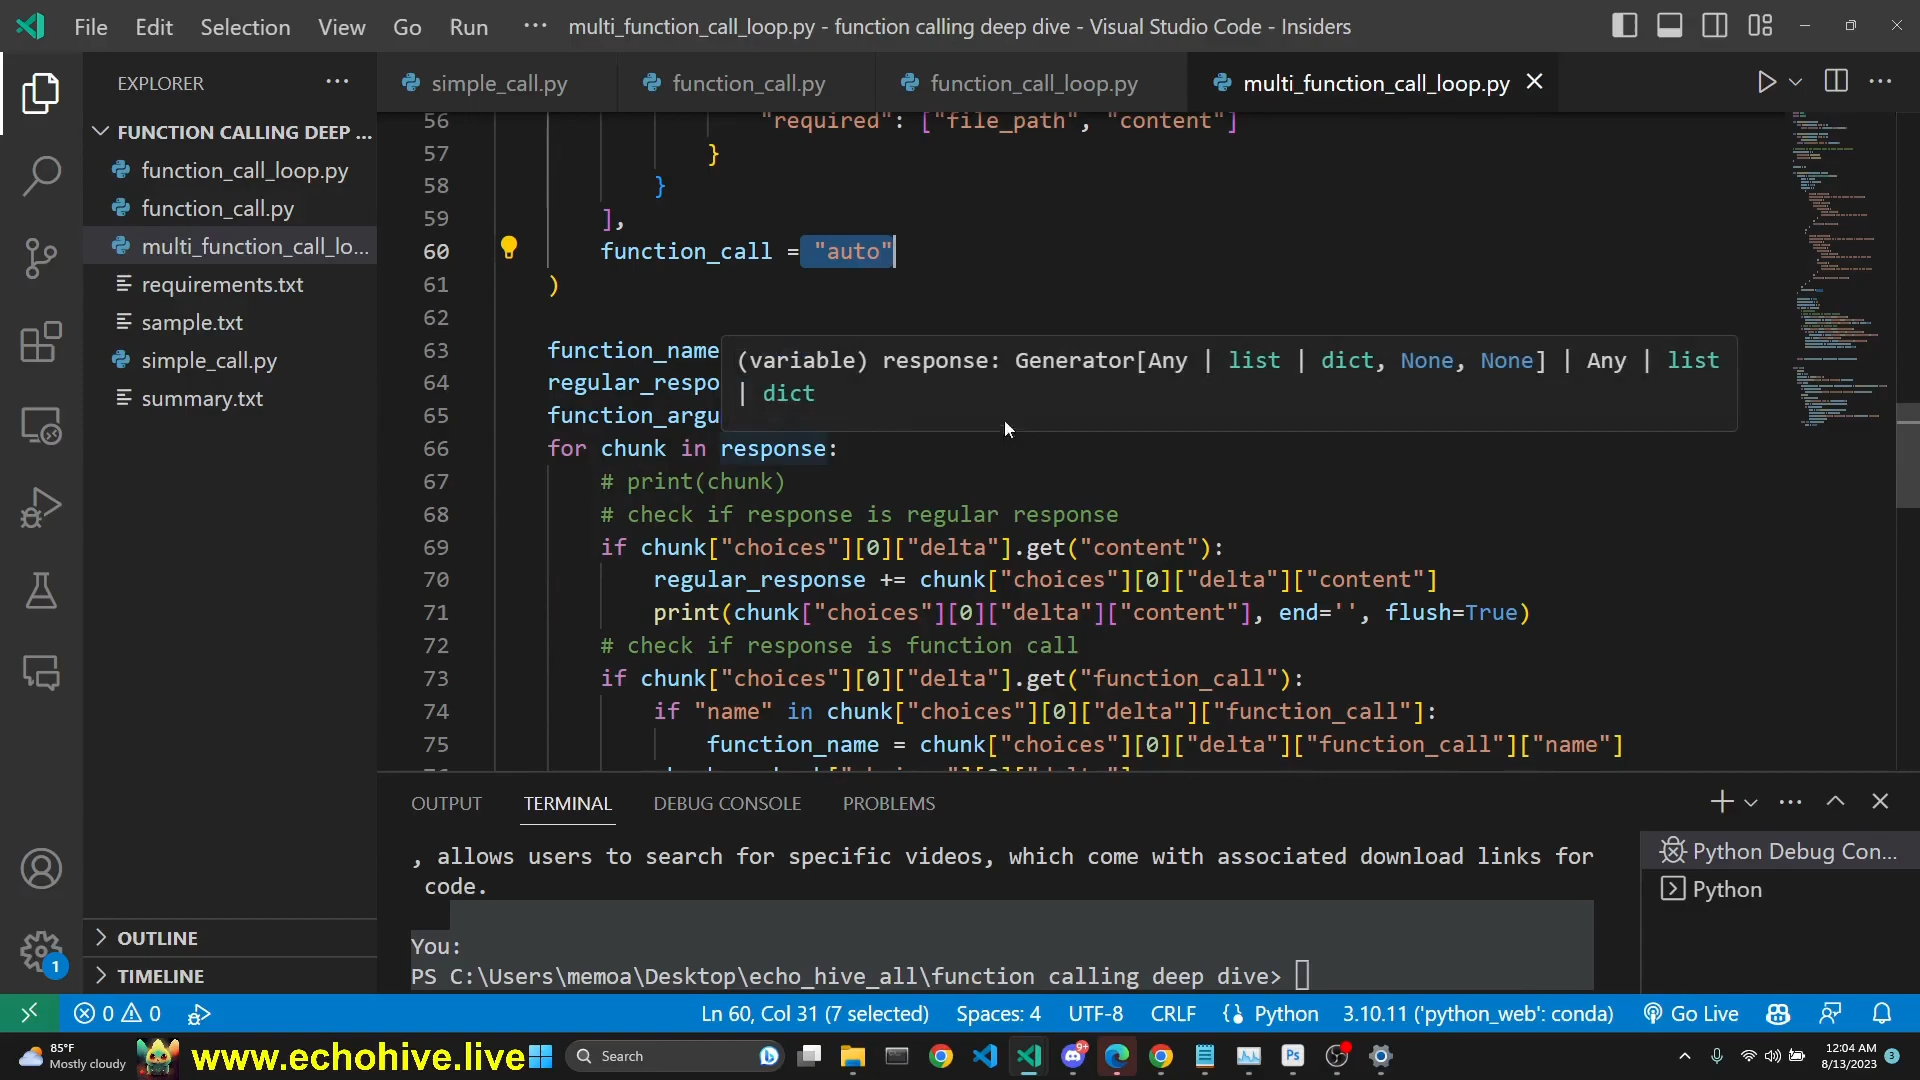 File Edit Selection View Go Run ··· multi_function_call_loop.py - function calling deep dive - Visual Studio Code - Insiders
EXPLORER ···
simple_call.py function_call.py function_call_loop.py multi_function_call_loop.py
FUNCTION CALLING DEEP ...
function_call_loop.py
function_call.py
multi_function_call_lo...
requirements.txt
sample.txt
simple_call.py
summary.txt
OUTLINE
TIMELINE
1
56 "required": ["file_path", "content"]
57 }
58 }
59 ],
60 function_call = "auto"
61 )
62
63 function_name
64 regular_respo
65 function_argu
(variable) response: Generator[Any | list | dict, None, None] | Any | list
| dict
66 for chunk in response:
67 # print(chunk)
68 # check if response is regular response
69 if chunk["choices"][0]["delta"].get("content"):
70 regular_response += chunk["choices"][0]["delta"]["content"]
71 print(chunk["choices"][0]["delta"]["content"], end='', flush=True)
72 # check if response is function call
73 if chunk["choices"][0]["delta"].get("function_call"):
74 if "name" in chunk["choices"][0]["delta"]["function_call"]:
75 function_name = chunk["choices"][0]["delta"]["function_call"]["name"]
OUTPUT TERMINAL DEBUG CONSOLE PROBLEMS
, allows users to search for specific videos, which come with associated download links for
code.
You:
PS C:\Users\memoa\Desktop\echo_hive_all\function calling deep dive>
Python Debug Con...
Python
0 0 Ln 60, Col 31 (7 selected) Spaces: 4 UTF-8 CRLF Python 3.10.11 ('python_web': conda) Go Live
85°F
Mostly cloudy
www.echohive.live
Search
9+
Ps
12:04 AM
8/13/2023
3